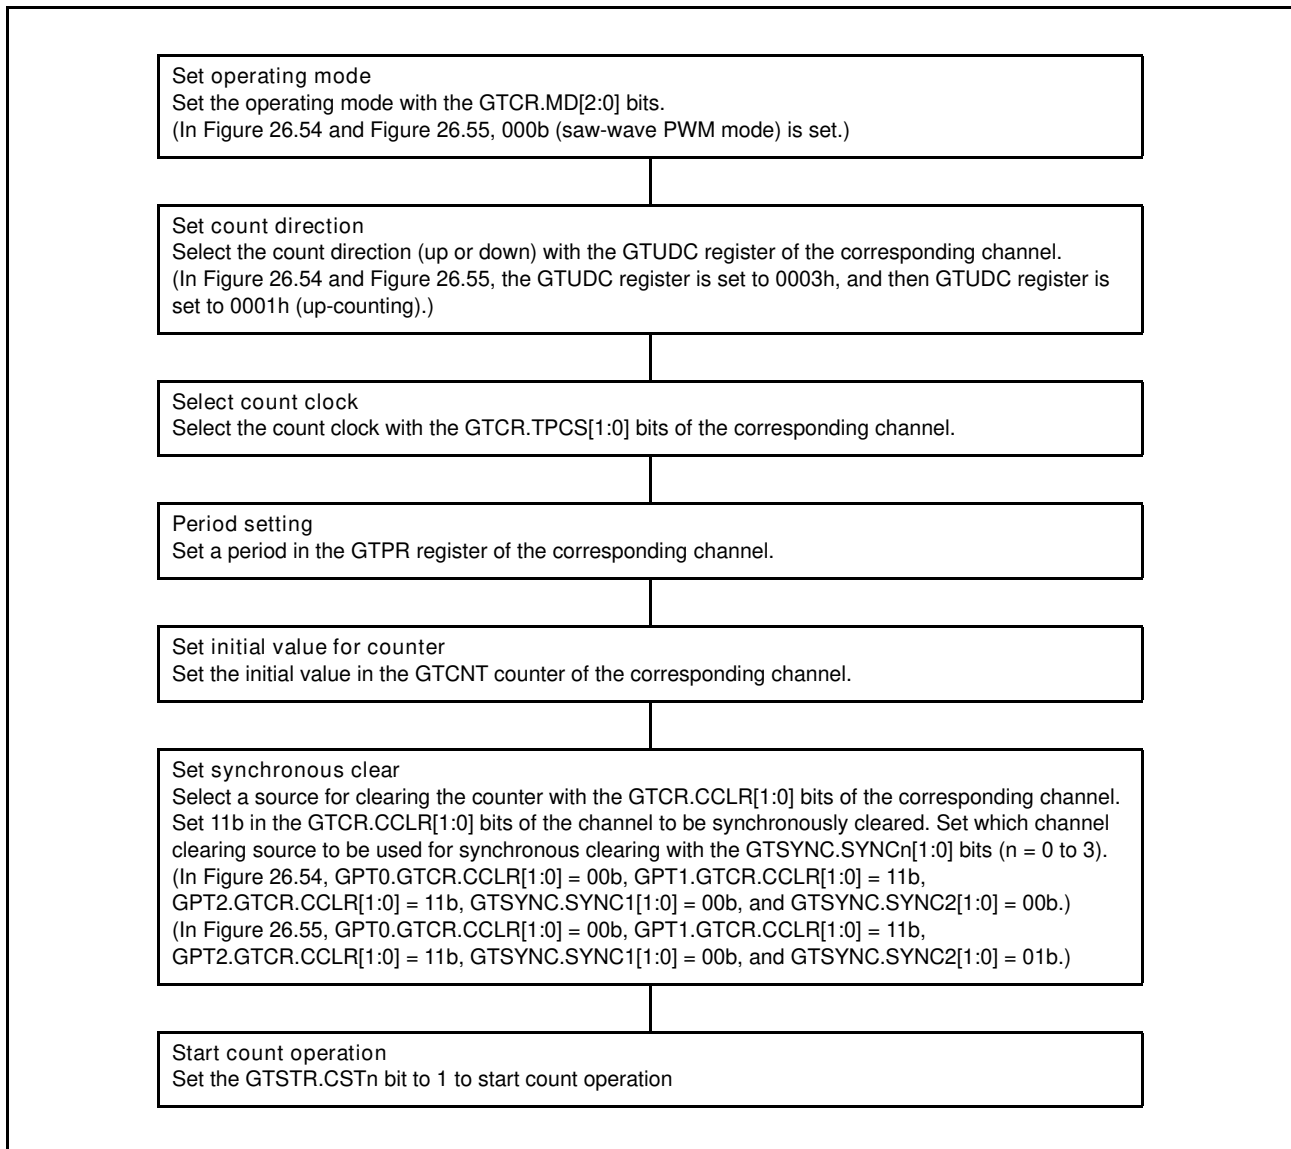 Set operating mode
Set the operating mode with the GTCR.MD[2:0] bits.
(In Figure 26.54 and Figure 26.55, 000b (saw-wave PWM mode) is set.)
Set count direction
Select the count direction (up or down) with the GTUDC register of the corresponding channel.
(In Figure 26.54 and Figure 26.55, the GTUDC register is set to 0003h, and then GTUDC register is
set to 0001h (up-counting).)
Select count clock
Select the count clock with the GTCR.TPCS[1:0] bits of the corresponding channel.
Period setting
Set a period in the GTPR register of the corresponding channel.
Set initial value for counter
Set the initial value in the GTCNT counter of the corresponding channel.
Set synchronous clear
Select a source for clearing the counter with the GTCR.CCLR[1:0] bits of the corresponding channel.
Set 11b in the GTCR.CCLR[1:0] bits of the channel to be synchronously cleared. Set which channel
clearing source to be used for synchronous clearing with the GTSYNC.SYNCn[1:0] bits (n = 0 to 3).
(In Figure 26.54, GPT0.GTCR.CCLR[1:0] = 00b, GPT1.GTCR.CCLR[1:0] = 11b,
GPT2.GTCR.CCLR[1:0] = 11b, GTSYNC.SYNC1[1:0] = 00b, and GTSYNC.SYNC2[1:0] = 00b.)
(In Figure 26.55, GPT0.GTCR.CCLR[1:0] = 00b, GPT1.GTCR.CCLR[1:0] = 11b,
GPT2.GTCR.CCLR[1:0] = 11b, GTSYNC.SYNC1[1:0] = 00b, and GTSYNC.SYNC2[1:0] = 01b.)
Start count operation
Set the GTSTR.CSTn bit to 1 to start count operation